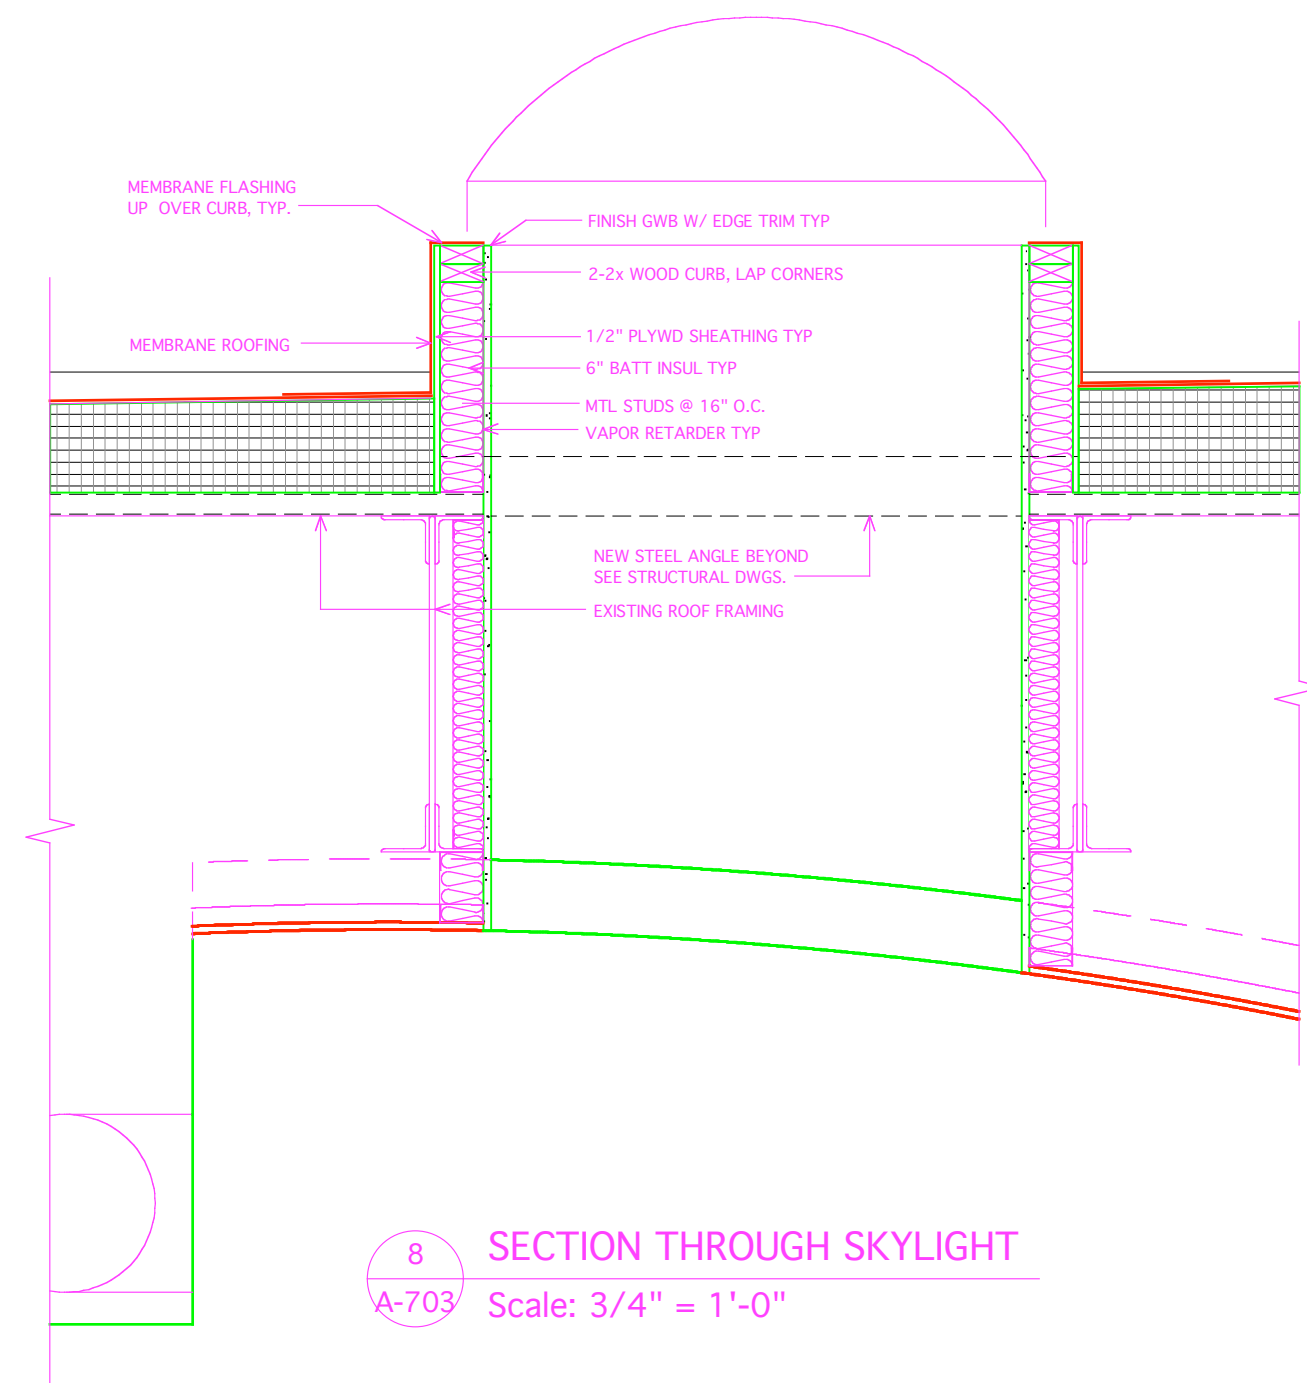 MEMBRANE FLASHING
UP OVER CURB, TYP.
FINISH GWB W/ EDGE TRIM TYP
2-2x WOOD CURB, LAP CORNERS
MEMBRANE ROOFING
1/2" PLYWD SHEATHING TYP
6" BATT INSUL TYP
MTL STUDS @ 16" O.C.
VAPOR RETARDER TYP
NEW STEEL ANGLE BEYOND
SEE STRUCTURAL DWGS.
EXISTING ROOF FRAMING
8
A-703
SECTION THROUGH SKYLIGHT
Scale: 3/4" = 1'-0"